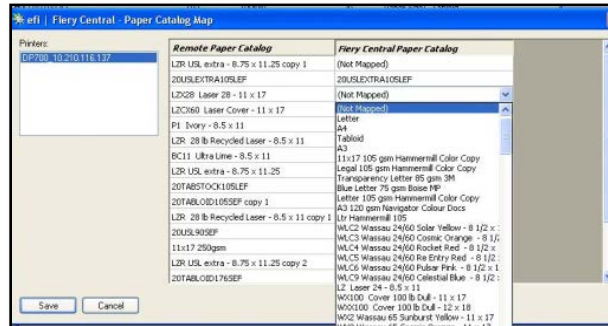 efi | Fiery Central - Paper Catalog Map
Printers:
DP700_10.210.116.137
Remote Paper Catalog
Fiery Central Paper Catalog
LZR USL extra - 8.75 x 11.25 copy 1
(Not Mapped)
20USLEXTRA105LEF
20USLEXTRA105LEF
LZX28 Laser 28 - 11 x 17
(Not Mapped)
LZCX60 Laser Cover - 11 x 17
P1 Ivory - 8.5 x 11
LZR 28 lb Recycled Laser - 8.5 x 11
BC11 Ultra Lime - 8.5 x 11
LZR USL extra - 8.75 x 11.25
20TABSTOCK105LEF
20TABLOID105SEF copy 1
LZR 28 lb Recycled Laser - 8.5 x 11 copy 1
20USL90SEF
11x17 250gsm
LZR USL extra - 8.75 x 11.25 copy 2
20TABLOID176SEF
(Not Mapped)
Letter
A4
Tabloid
A3
11x17 105 gsm Hammermill Color Copy
Legal 105 gsm Hammermill Color Copy
Transparency Letter 85 gsm 3M
Blue Letter 75 gsm Boise MP
Letter 105 gsm Hammermill Color Copy
A3 120 gsm Navigator Colour Docs
Ltr Hammermill 105
WLC2 Wassau 24/60 Solar Yellow - 8 1/2 x
WLC3 Wassau 24/60 Cosmic Orange - 8 1/
WLC4 Wassau 24/60 Rocket Red - 8 1/2
WLC5 Wassau 24/60 Re Entry Red - 8 1/2
WLC6 Wassau 24/60 Pulsar Pink - 8 1/2 x 1
WLC9 Wassau 24/60 Celestial Blue - 8 1/2
LZ Laser 24 - 8.5 x 11
WX100 Cover 100 lb Dull - 11 x 17
WXX100 Cover 100 lb Dull - 12 x 18
WX2 Wassau 65 Sunburst Yellow - 11 x 17
Save
Cancel